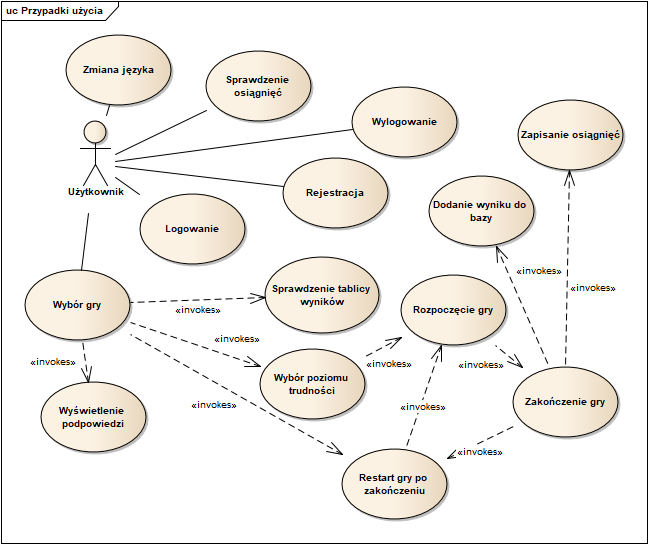 uc Przypadki użycia
Zmiana języka
Sprawdzenie
osiągnięć
Wylogowanie
Zapisanie osiągnięć
Użytkownik
Rejestracja
Logowanie
Dodanie wyniku do
bazy
«invokes»
Wybór gry
«invokes»
Sprawdzenie tablicy
wyników
Rozpoczęcie gry
«invokes»
«invokes»
«invokes»
«invokes»
Wybór poziomu
trudności
«invokes»
«invokes»
Zakończenie gry
Wyświetlenie
podpowiedzi
«invokes»
Restart gry po
zakończeniu